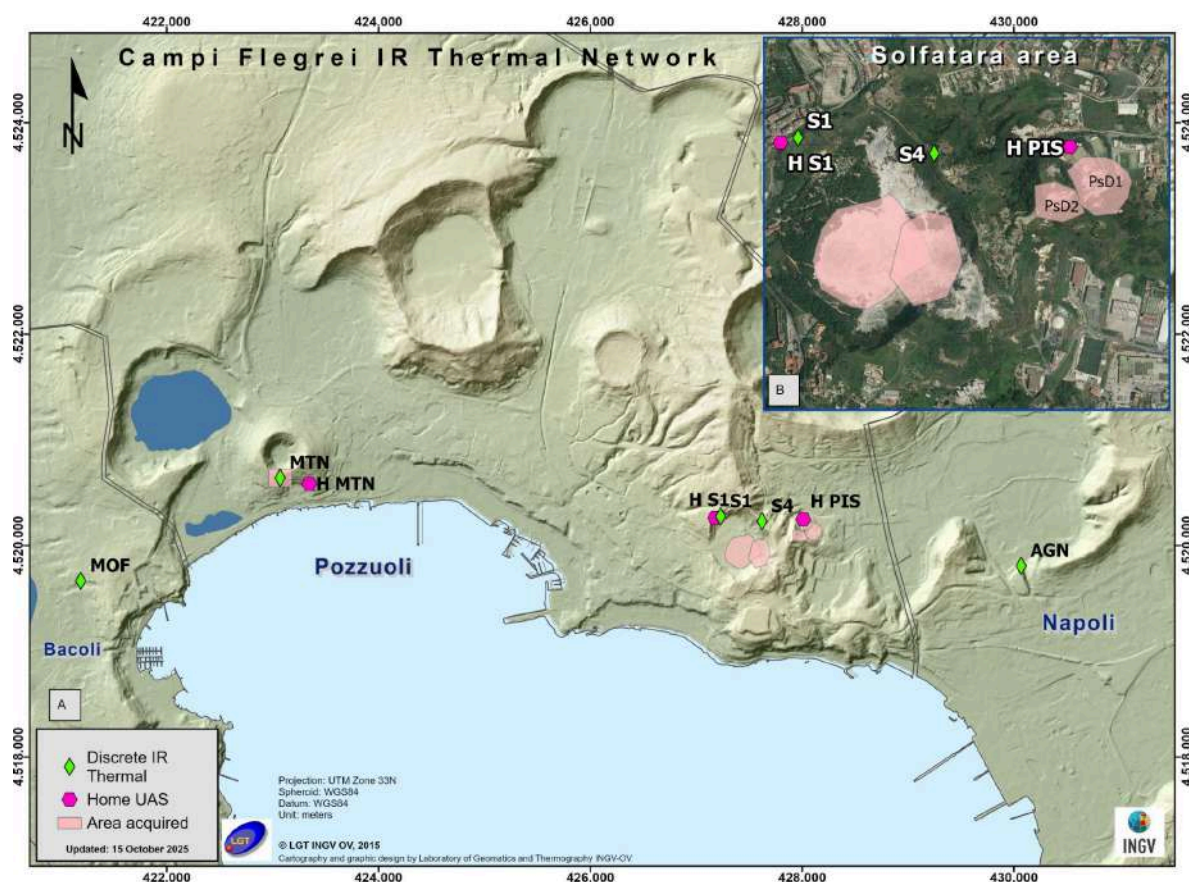 422.000 424.000 426.000 428.000 430.000
Campi Flegrei IR Thermal Network
Solfatara area
N
4.524.000
4.524.000
S1
H S1
S4
H PIS
PsD1
PsD2
B
4.522.000
4.522.000
MTN
H MTN
H S1
S1
S4
H PIS
4.520.000
4.520.000
MOF
AGN
Pozzuoli
Napoli
Bacoli
A
4.518.000
4.518.000
Discrete IR
Thermal
Home UAS
Area acquired
Updated: 15 October 2025
Projection: UTM Zone 33N
Spheroid: WGS84
Datum: WGS84
Unit: meters
LGT
© LGT INGV OV, 2015
Cartography and graphic design by Laboratory of Geomatics and Thermography INGV-OV
INGV
422.000 424.000 426.000 428.000 430.000